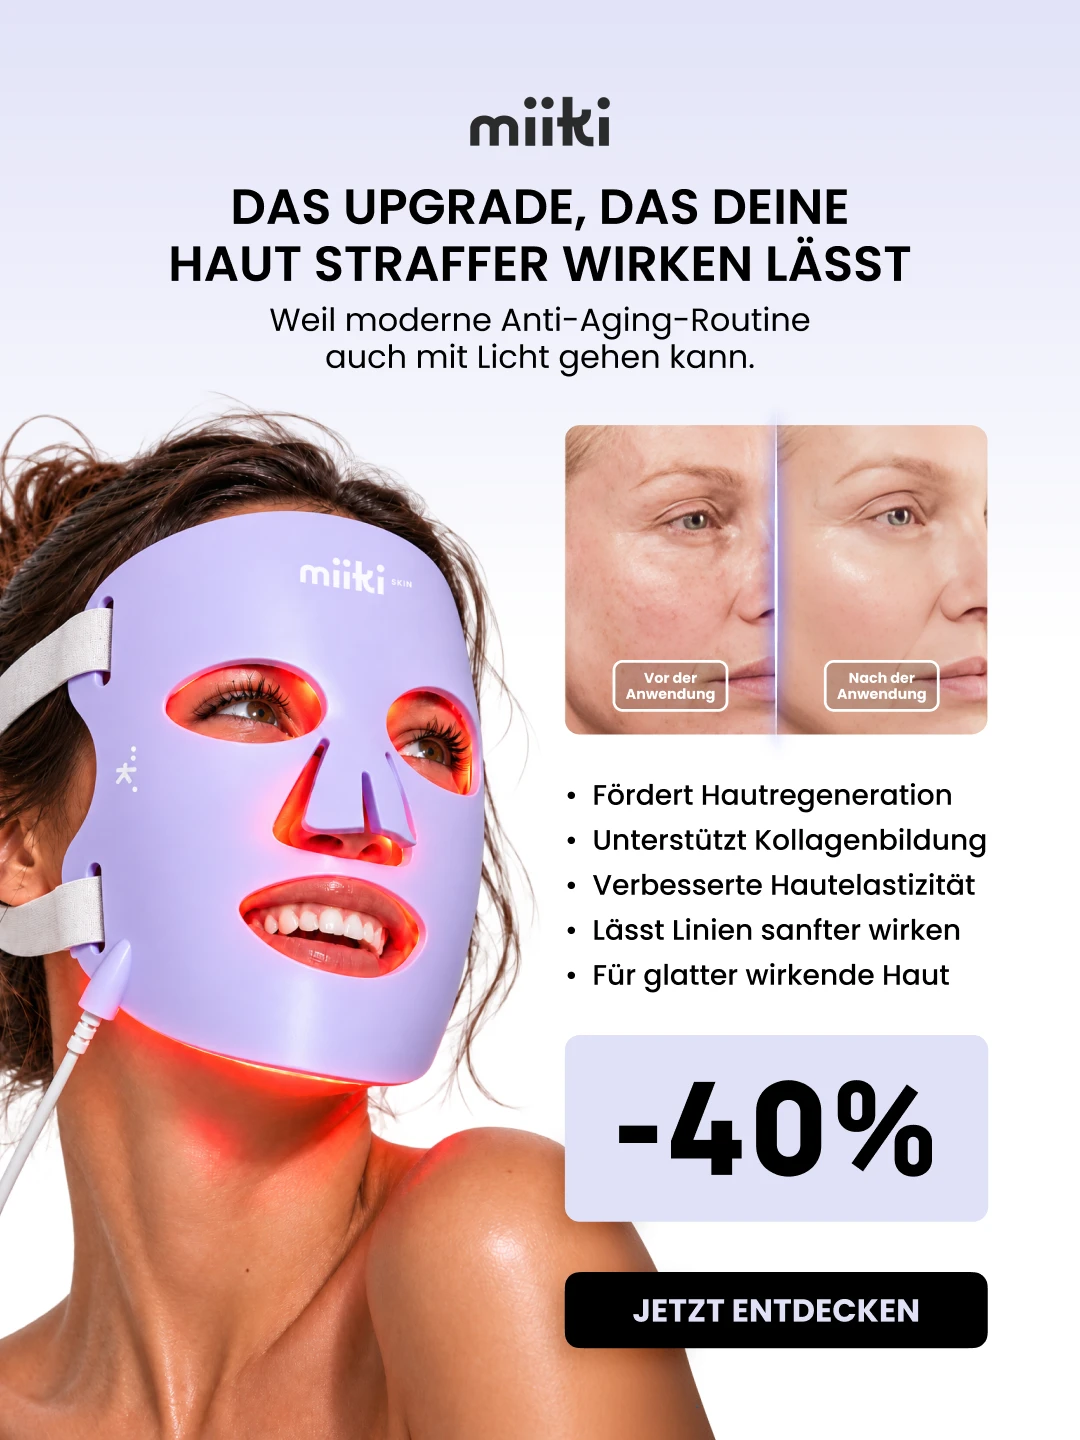 miiki
DAS UPGRADE, DAS DEINE
HAUT STRAFFER WIRKEN LÄSST
Weil moderne Anti-Aging-Routine
auch mit Licht gehen kann.
miiki SKIN
Vor der
Anwendung
Nach der
Anwendung
• Fördert Hautregeneration
• Unterstützt Kollagenbildung
• Verbesserte Hautelastizität
• Lässt Linien sanfter wirken
• Für glatter wirkende Haut
-40%
JETZT ENTDECKEN